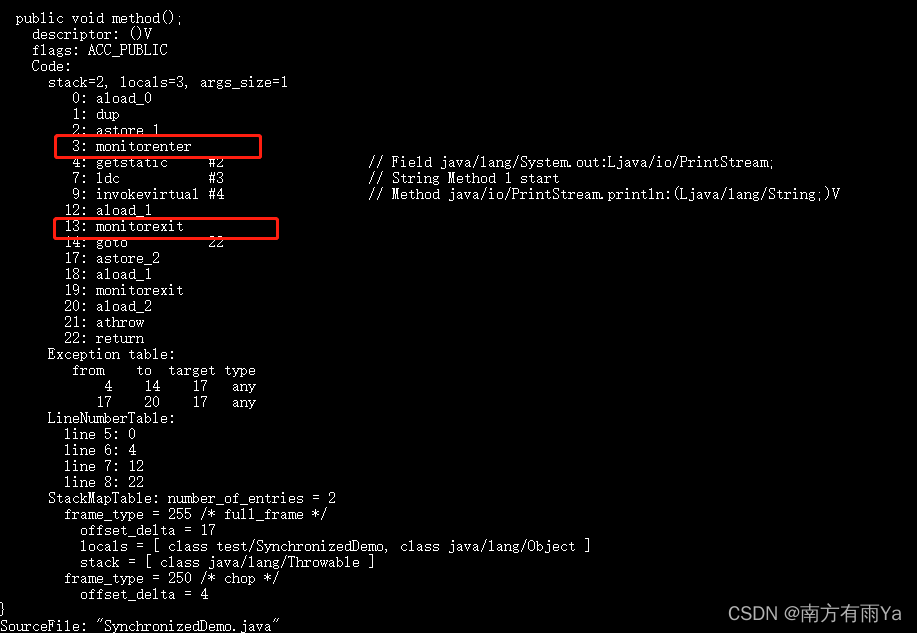 public void method();
descriptor: ()V
flags: ACC_PUBLIC
Code:
stack=2, locals=3, args_size=1
0: aload_0
1: dup
2: astore_1
3: monitorenter
4: getstatic #2 // Field java/lang/System.out:Ljava/io/PrintStream;
7: ldc #3 // String Method 1 start
9: invokevirtual #4 // Method java/io/PrintStream.println:(Ljava/lang/String;)V
12: aload_1
13: monitorexit
14: goto 22
17: astore_2
18: aload_1
19: monitorexit
20: aload_2
21: athrow
22: return
Exception table:
from to target type
4 14 17 any
17 20 17 any
LineNumberTable:
line 5: 0
line 6: 4
line 7: 12
line 8: 22
StackMapTable: number_of_entries = 2
frame_type = 255 /* full_frame */
offset_delta = 17
locals = [ class test/SynchronizedDemo, class java/lang/Object ]
stack = [ class java/lang/Throwable ]
frame_type = 250 /* chop */
offset_delta = 4
}
SourceFile: "SynchronizedDemo.java"
CSDN @南方有雨Ya